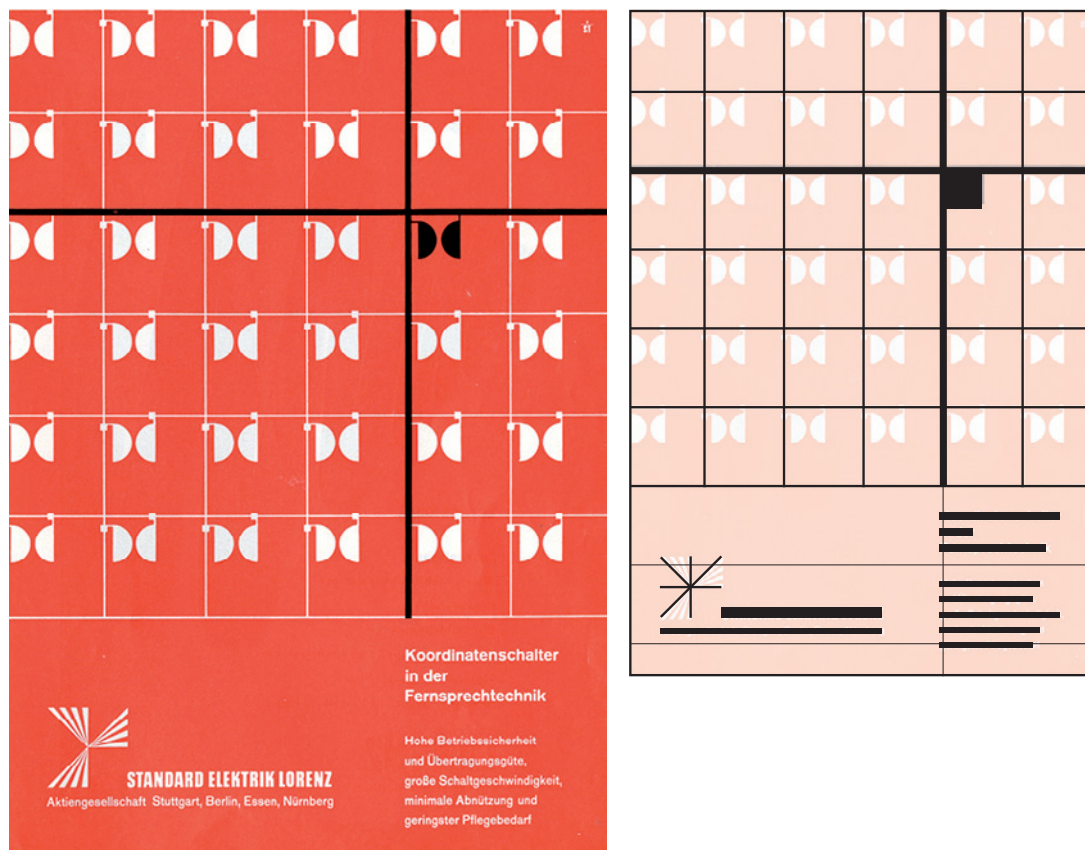 Koordinatenschalter
in der
Fernsprechtechnik
Hohe Betriebssicherheit
und Übertragungsgüte,
große Schaltgeschwindigkeit,
minimale Abnützung und
geringster Pflegebedarf
STANDARD ELEKTRIK LORENZ
Aktiengesellschaft Stuttgart, Berlin, Essen, Nürnberg